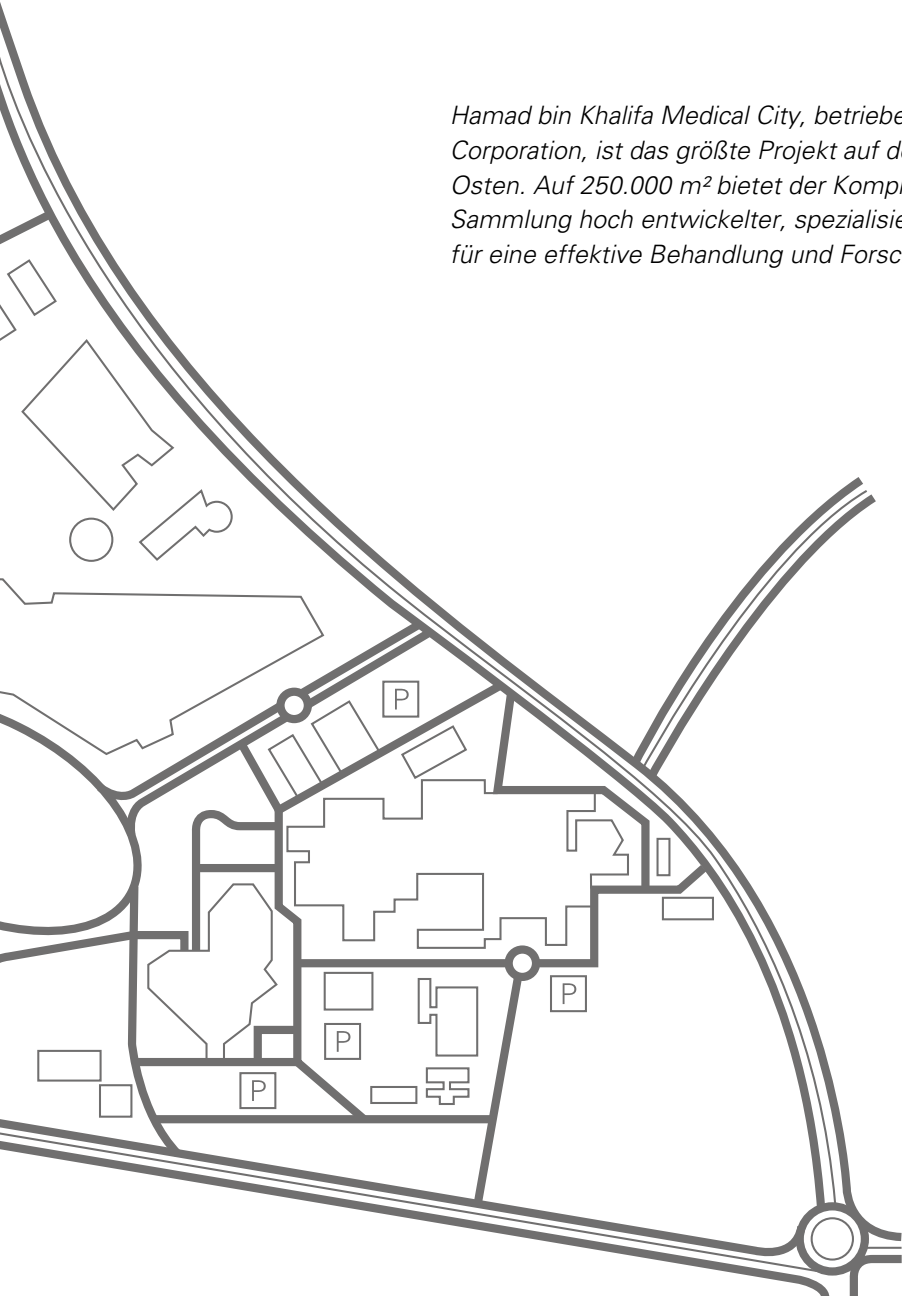 Hamad bin Khalifa Medical City, betriebe
Corporation, ist das größte Projekt auf d
Osten. Auf 250.000 m² bietet der Komp
Sammlung hoch entwickelter, spezialisie
für eine effektive Behandlung und Forsc
P
P
P
P